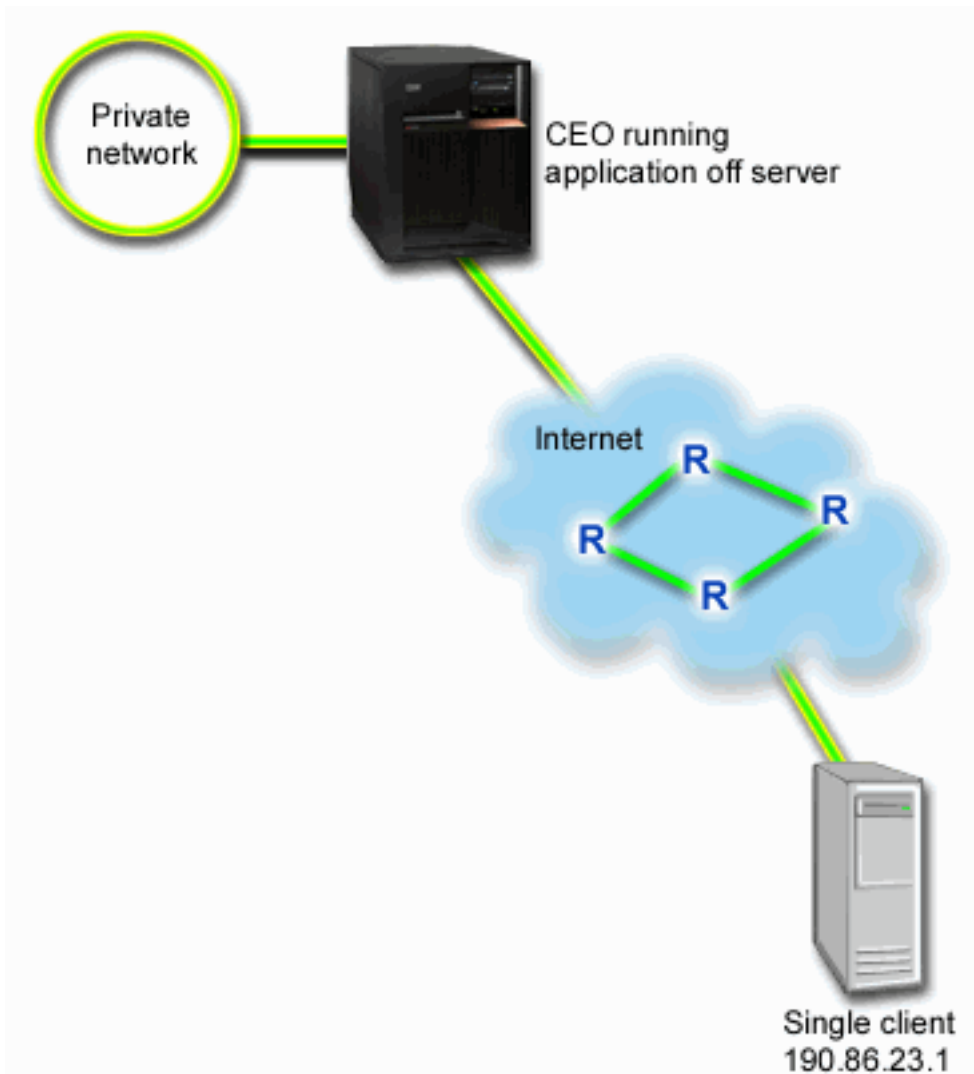 Private
network
CEO running
application off server
Internet
R
R
R
R
Single client
190.86.23.1